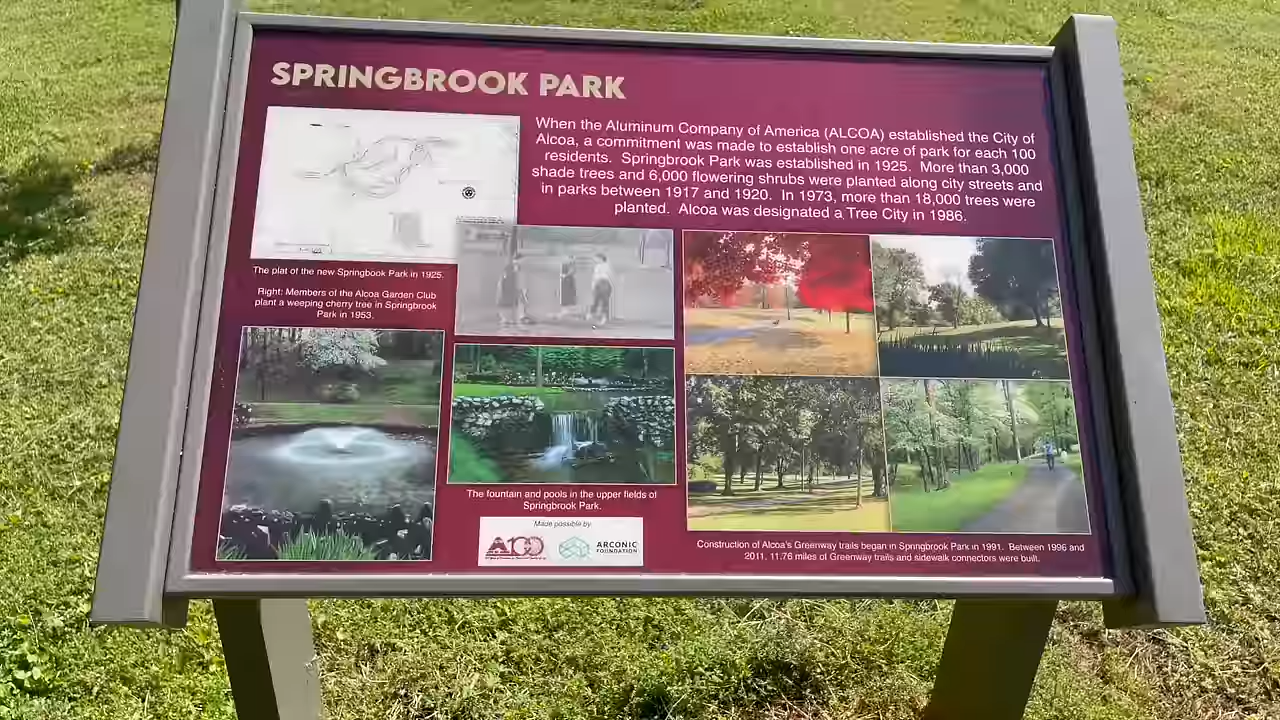 SPRINGBROOK PARK
When the Aluminum Company of America (ALCOA) established the City of
Alcoa, a commitment was made to establish one acre of park for each 100
residents. Springbrook Park was established in 1925. More than 3,000
shade trees and 6,000 flowering shrubs were planted along city streets and
in parks between 1917 and 1920. In 1973, more than 18,000 trees were
planted. Alcoa was designated a Tree City in 1986.
The plat of the new Springbook Park in 1925.
Right: Members of the Alcoa Garden Club
plant a weeping cherry tree in Springbrook
Park in 1953.
The fountain and pools in the upper fields of
Springbrook Park.
Made possible by:
A100
ARCONIC
FOUNDATION
Construction of Alcoa's Greenway trails began in Springbrook Park in 1991. Between 1996 and
2011, 11.76 miles of Greenway trails and sidewalk connectors were built.